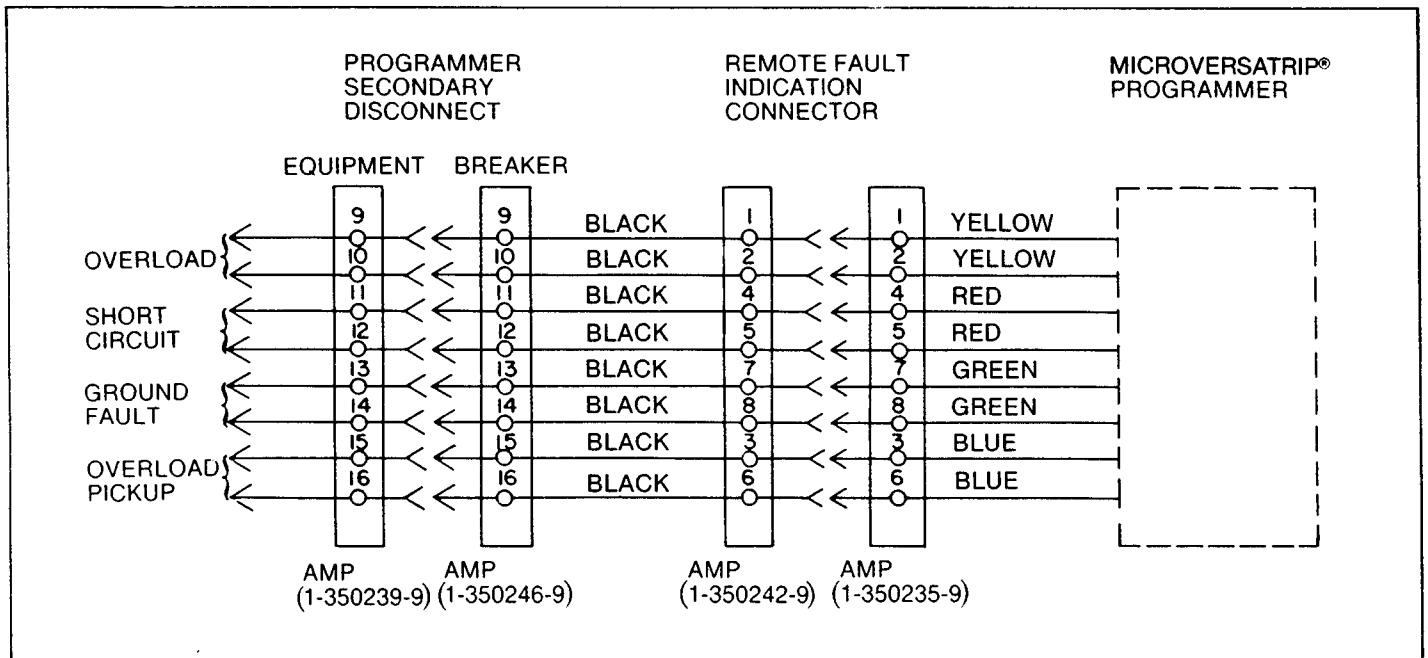 PROGRAMMER
SECONDARY
DISCONNECT
REMOTE FAULT
INDICATION
CONNECTOR
MICROVERSATRIP®
PROGRAMMER
EQUIPMENT BREAKER
9 9 BLACK 1 1 YELLOW
OVERLOAD
10 10 BLACK 2 2 YELLOW
11 11 BLACK 4 4 RED
SHORT
CIRCUIT
12 12 BLACK 5 5 RED
13 13 BLACK 7 7 GREEN
GROUND
FAULT
14 14 BLACK 8 8 GREEN
15 15 BLACK 3 3 BLUE
OVERLOAD
PICKUP
16 16 BLACK 6 6 BLUE
AMP
(1-350239-9)
AMP
(1-350246-9)
AMP
(1-350242-9)
AMP
(1-350235-9)